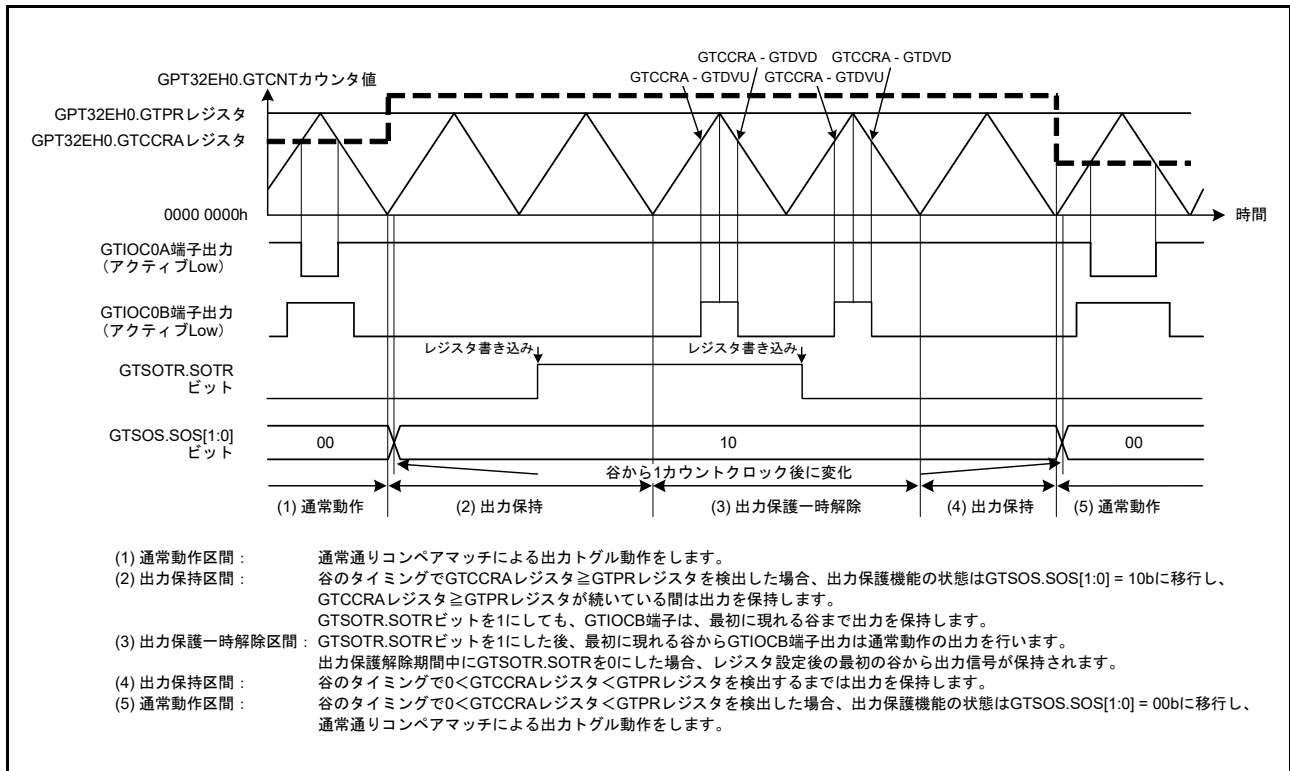 GTCCRA - GTDVD GTCCRA - GTDVD
GTCCRA - GTDVU GTCCRA - GTDVU
GPT32EH0.GTCNTカウンタ値
GPT32EH0.GTPRレジスタ
GPT32EH0.GTCCRAレジスタ
0000 0000h
時間
GTIOC0A端子出力
（アクティブLow）
GTIOC0B端子出力
（アクティブLow）
レジスタ書き込み レジスタ書き込み
GTSOTR.SOTR
ビット
GTSOS.SOS[1:0]
ビット
00 10 00
谷から1カウントクロック後に変化
(1) 通常動作 (2) 出力保持 (3) 出力保護一時解除 (4) 出力保持 (5) 通常動作
(1) 通常動作区間： 通常通りコンペアマッチによる出力トグル動作をします。
(2) 出力保持区間： 谷のタイミングでGTCCRAレジスタ≧GTPRレジスタを検出した場合、出力保護機能の状態はGTSOS.SOS[1:0] = 10bに移行し、
GTCCRAレジスタ≧GTPRレジスタが続いている間は出力を保持します。
GTSOTR.SOTRビットを1にしても、GTIOCB端子は、最初に現れる谷まで出力を保持します。
(3) 出力保護一時解除区間： GTSOTR.SOTRビットを1にした後、最初に現れる谷からGTIOCB端子出力は通常動作の出力を行います。
出力保護解除期間中にGTSOTR.SOTRを0にした場合、レジスタ設定後の最初の谷から出力信号が保持されます。
(4) 出力保持区間： 谷のタイミングで0＜GTCCRAレジスタ＜GTPRレジスタを検出するまでは出力を保持します。
(5) 通常動作区間： 谷のタイミングで0＜GTCCRAレジスタ＜GTPRレジスタを検出した場合、出力保護機能の状態はGTSOS.SOS[1:0] = 00bに移行し、
通常通りコンペアマッチによる出力トグル動作をします。